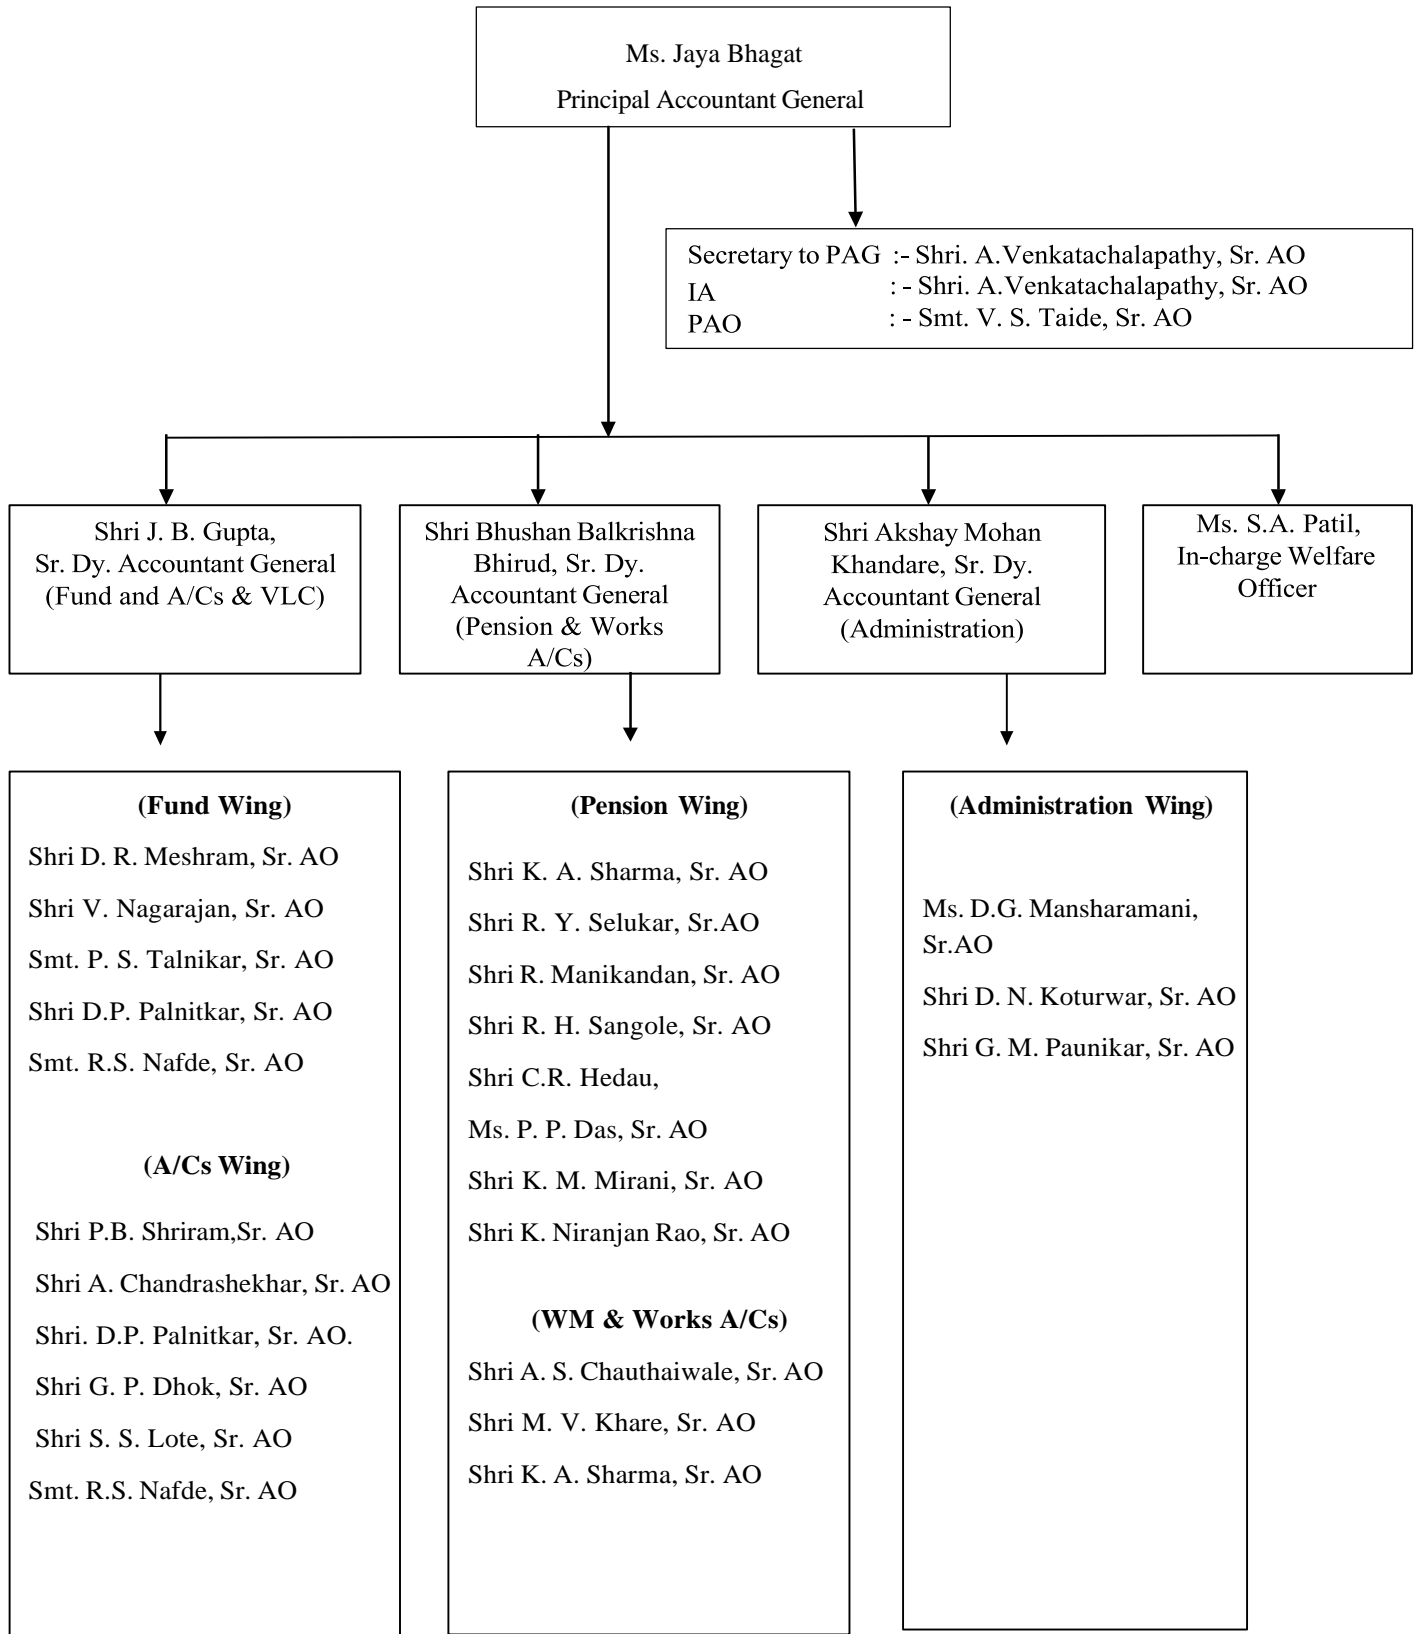 Ms. Jaya Bhagat
Principal Accountant General
Secretary to PAG :- Shri. A.Venkatachalapathy, Sr. AO
IA : - Shri. A.Venkatachalapathy, Sr. AO
PAO : - Smt. V. S. Taide, Sr. AO
Shri J. B. Gupta,
Sr. Dy. Accountant General
(Fund and A/Cs & VLC)
Shri Bhushan Balkrishna
Bhirud, Sr. Dy.
Accountant General
(Pension & Works
A/Cs)
Shri Akshay Mohan
Khandare, Sr. Dy.
Accountant General
(Administration)
Ms. S.A. Patil,
In-charge Welfare
Officer
(Fund Wing)
Shri D. R. Meshram, Sr. AO
Shri V. Nagarajan, Sr. AO
Smt. P. S. Talnikar, Sr. AO
Shri D.P. Palnitkar, Sr. AO
Smt. R.S. Nafde, Sr. AO
(A/Cs Wing)
Shri P.B. Shriram,Sr. AO
Shri A. Chandrashekhar, Sr. AO
Shri. D.P. Palnitkar, Sr. AO.
Shri G. P. Dhok, Sr. AO
Shri S. S. Lote, Sr. AO
Smt. R.S. Nafde, Sr. AO
(Pension Wing)
Shri K. A. Sharma, Sr. AO
Shri R. Y. Selukar, Sr.AO
Shri R. Manikandan, Sr. AO
Shri R. H. Sangole, Sr. AO
Shri C.R. Hedau,
Ms. P. P. Das, Sr. AO
Shri K. M. Mirani, Sr. AO
Shri K. Niranjan Rao, Sr. AO
(WM & Works A/Cs)
Shri A. S. Chauthaiwale, Sr. AO
Shri M. V. Khare, Sr. AO
Shri K. A. Sharma, Sr. AO
(Administration Wing)
Ms. D.G. Mansharamani,
Sr.AO
Shri D. N. Koturwar, Sr. AO
Shri G. M. Paunikar, Sr. AO